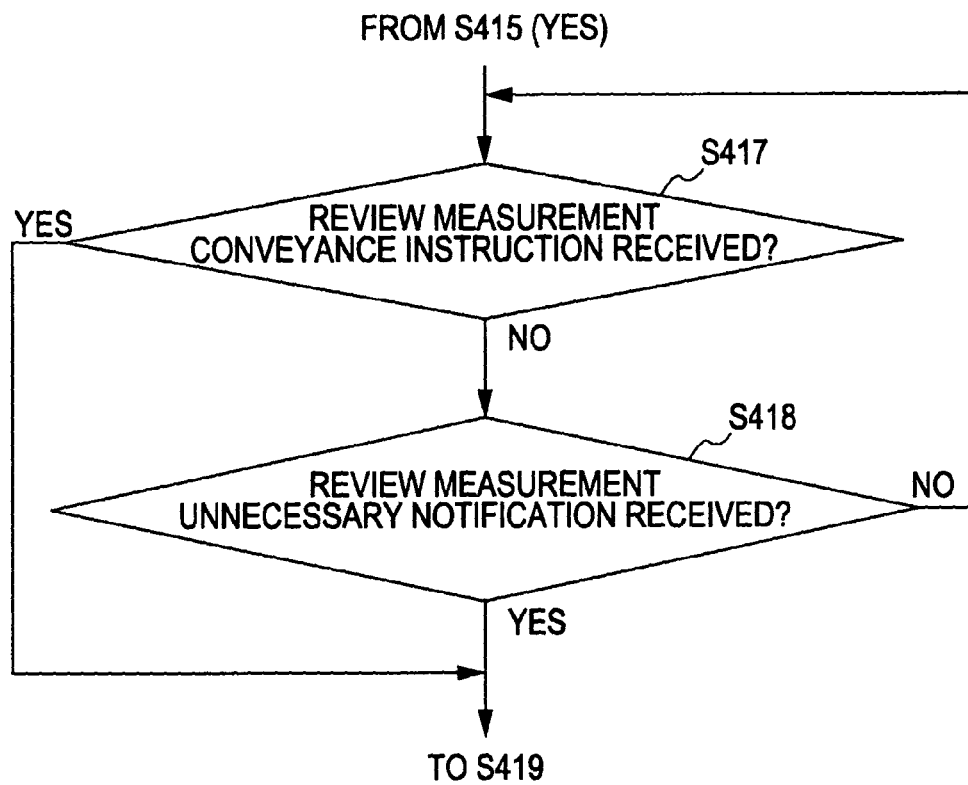 FROM S415 (YES)
S417
YES
REVIEW MEASUREMENT
CONVEYANCE INSTRUCTION RECEIVED?
NO
S418
REVIEW MEASUREMENT
UNNECESSARY NOTIFICATION RECEIVED?
NO
YES
TO S419